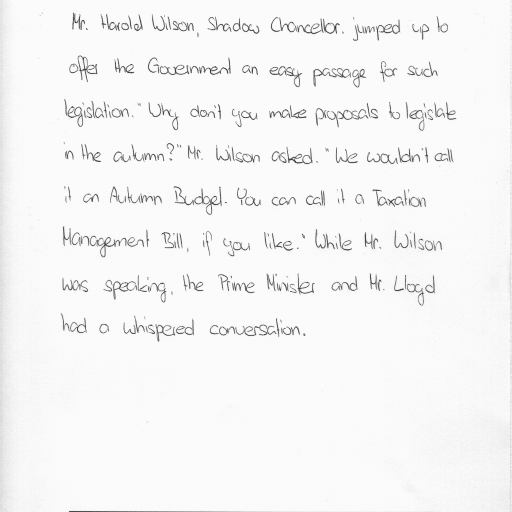 Mr. Harold Wilson, Shadow Chancellor. jumped up to
offer the Government an easy passage for such
legislation. "Why don't you make proposals to legislate
in the autumn?" Mr. Wilson asked. "We wouldn't call
it an Autumn Budget. You can call it a Taxation
Management Bill, if you like." While Mr. Wilson
was speaking, the Prime Minister and Mr. Lloyd
had a whispered conversation.